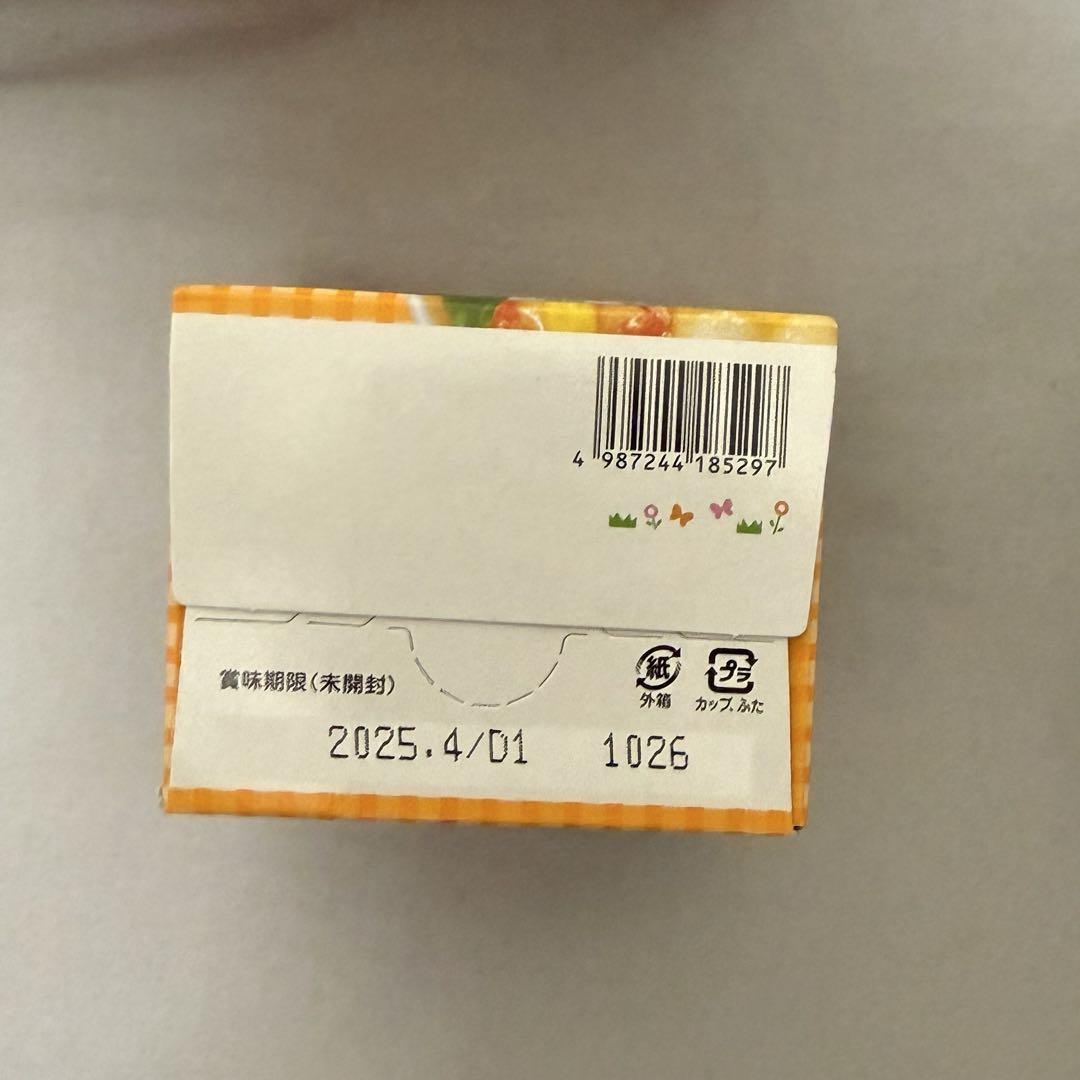 4 987244 185297
賞味期限(未開封)
紙
プラ
外箱
カップ、ふた
2025.4/D1
1026